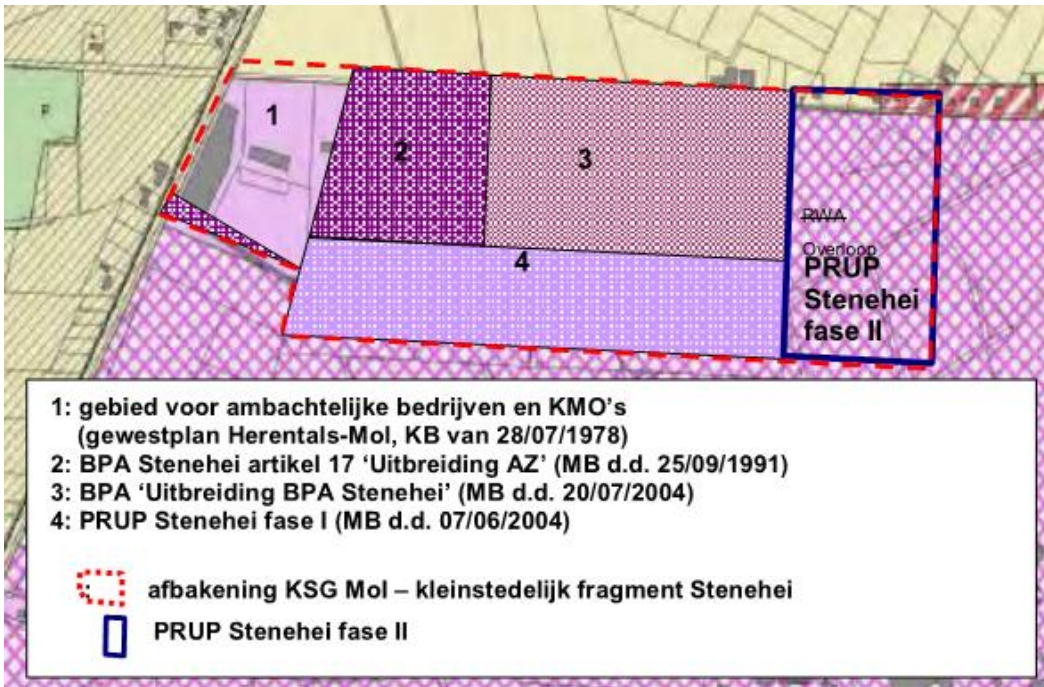 1
2
3
4
P
RWA
Overloop
PRUP
Stenehei
fase II
1: gebied voor ambachtelijke bedrijven en KMO's
(gewestplan Herentals-Mol, KB van 28/07/1978)
2: BPA Stenehei artikel 17 ‘Uitbreiding AZ’ (MB d.d. 25/09/1991)
3: BPA ‘Uitbreiding BPA Stenehei’ (MB d.d. 20/07/2004)
4: PRUP Stenehei fase I (MB d.d. 07/06/2004)
afbakening KSG Mol – kleinstedelijk fragment Stenehei
PRUP Stenehei fase II